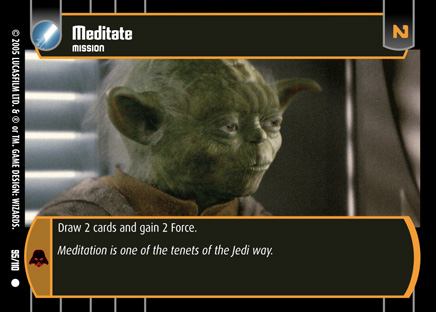 Meditate
MISSION
N
Draw 2 cards and gain 2 Force.
Meditation is one of the tenets of the Jedi way.
© 2005 LUCASFILM LTD. & ® or TM. GAME DESIGN: WIZARDS.
95/110